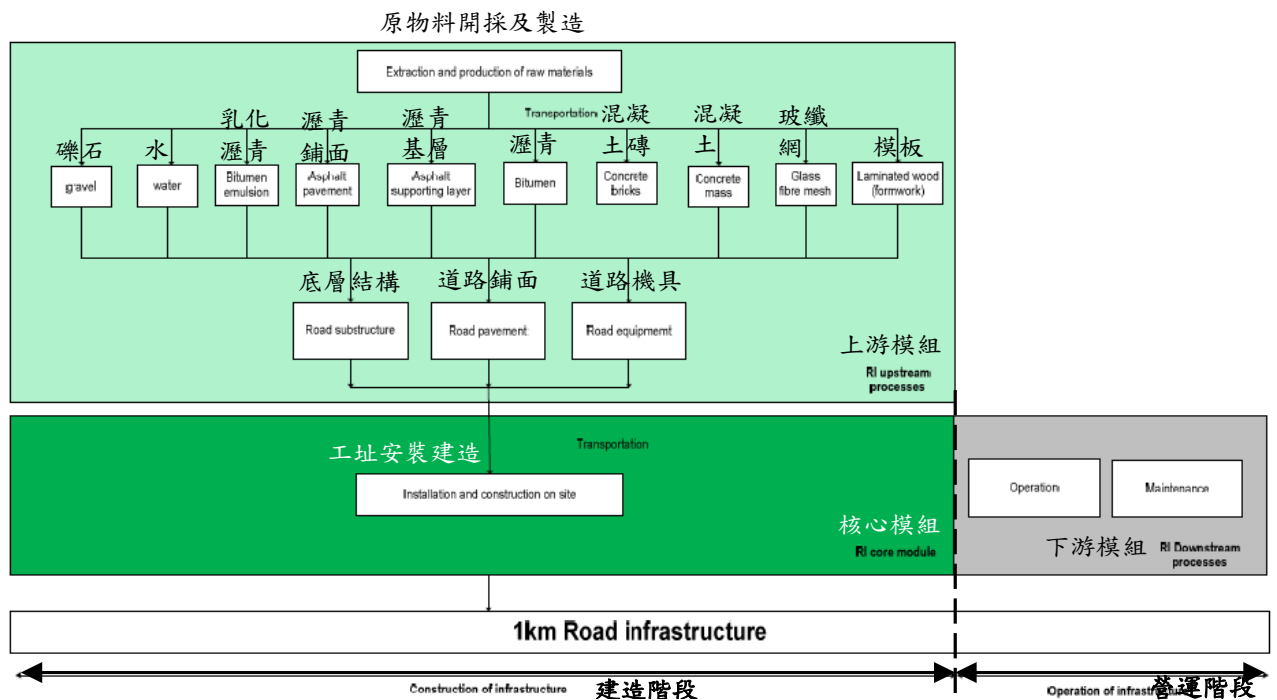 原物料開採及製造
Extraction and production of raw materials
Transportation
礫石
水
乳化
瀝青
瀝青
鋪面
瀝青
基層
瀝青
混凝
土磚
混凝
土
玻纖
網
模板
gravel
water
Bitumen
emulsion
Asphalt
pavement
Asphalt
supporting layer
Bitumen
Concrete
bricks
Concrete
mass
Glass
fibre mesh
Laminated wood
(formwork)
底層結構
道路鋪面
道路機具
Road substructure
Road pavement
Road equipmemt
上游模組
RI upstream
processes
Transportation
工址安裝建造
Installation and construction on site
核心模組
RI core module
Operation
Maintenance
下游模組
RI Downstream
processes
1km Road infrastructure
Construction of infrastructure
建造階段
Operation of infrastructure
營運階段